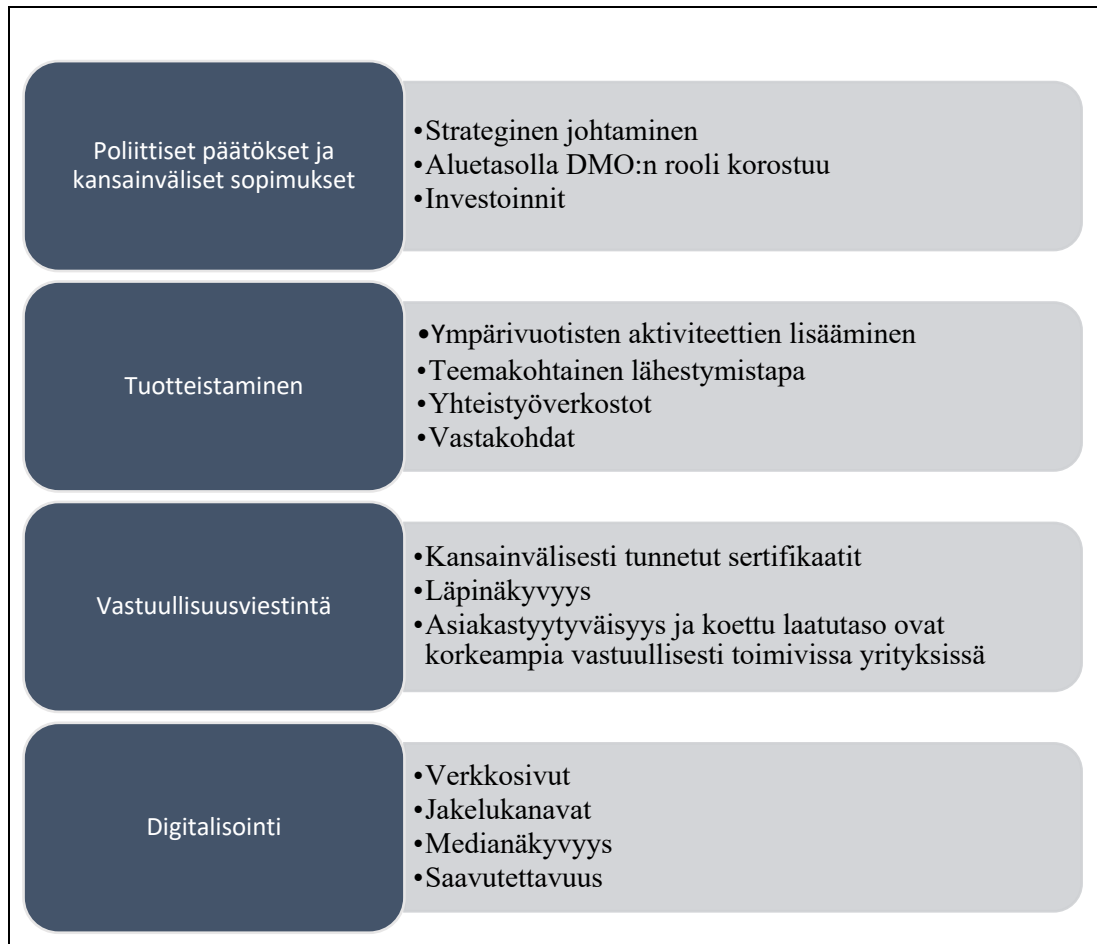 Poliittiset päätökset ja
kansainväliset sopimukset
•Strateginen johtaminen
•Aluetasolla DMO:n rooli korostuu
•Investoinnit
Tuotteistaminen
•Ympärivuotisten aktiviteettien lisääminen
•Teemakohtainen lähestymistapa
•Yhteistyöverkostot
•Vastakohdat
Vastuullisuusviestintä
•Kansainvälisesti tunnetut sertifikaatit
•Läpinäkyvyys
•Asiakastyytyväisyys ja koettu laatutaso ovat
korkeampia vastuullisesti toimivissa yrityksissä
Digitalisointi
•Verkkosivut
•Jakelukanavat
•Medianäkyvyys
•Saavutettavuus